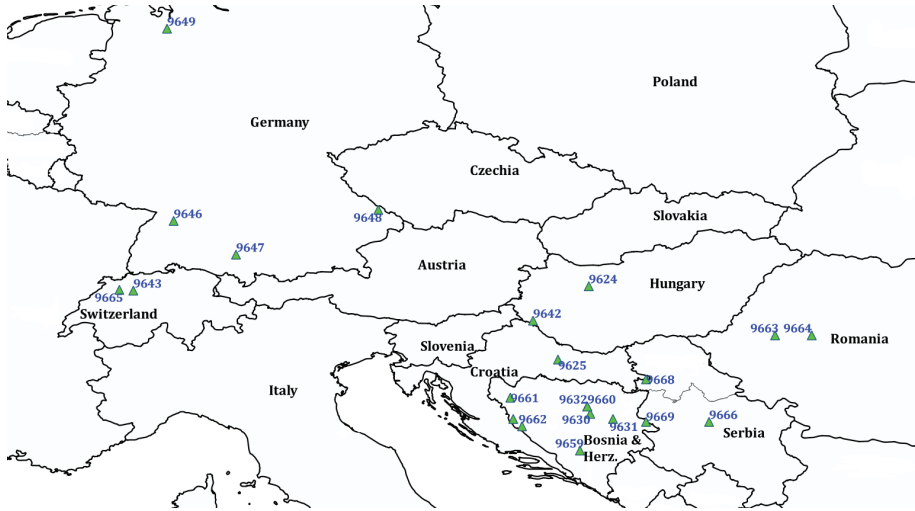 9649
Poland
Germany
Czechia
9646
9648
Slovakia
9647
Austria
9643
9665
Switzerland
9624
Hungary
9642
9663 9664
Romania
Slovenia
9625
Croatia
Italy
9668
9661
9632 9660
9662
9630
9631
9669
9666
Serbia
9659
Bosnia &
Herz.